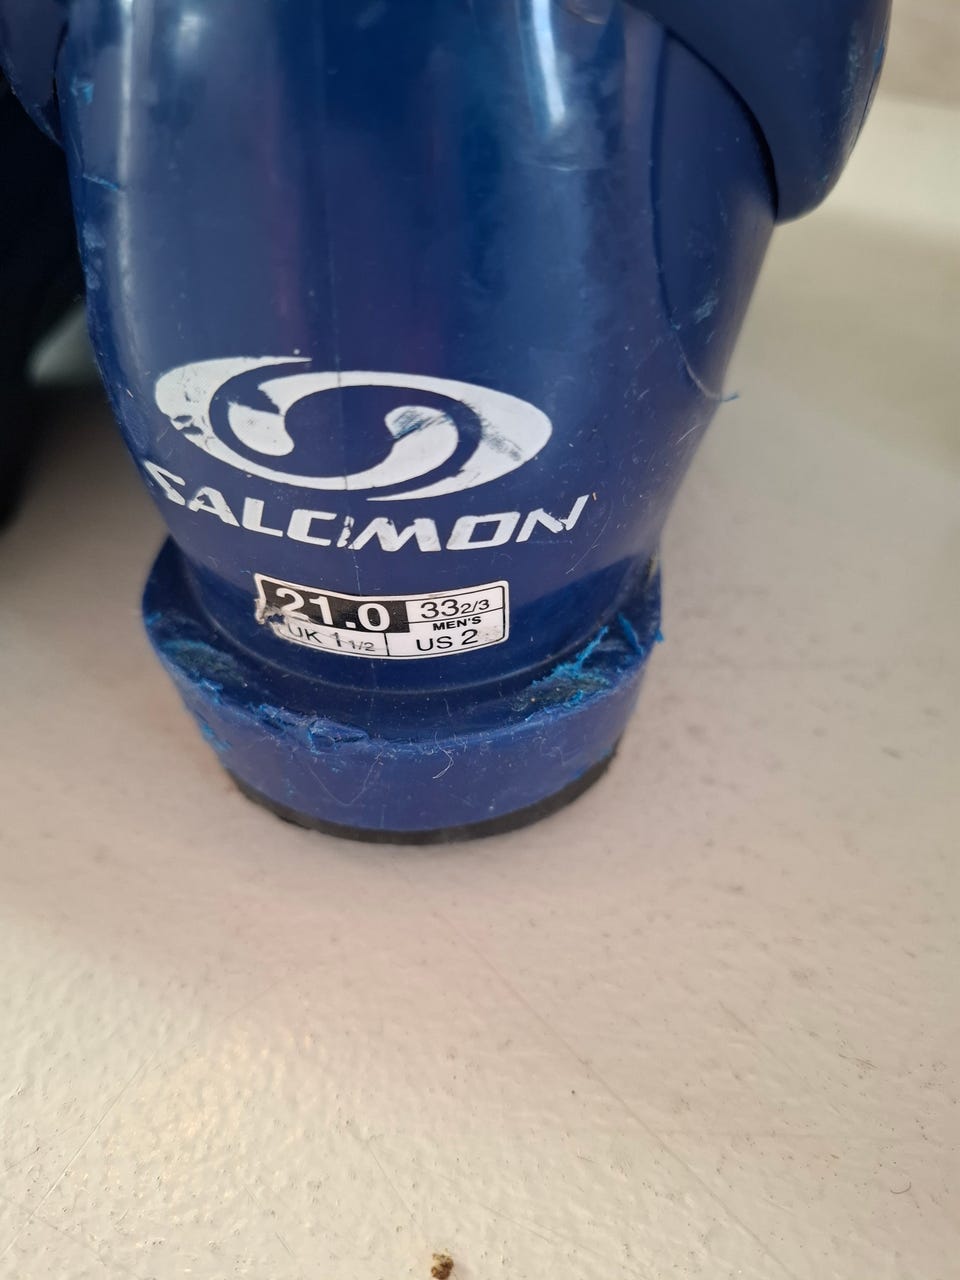 SALOMON
21.0 33 2/3
MEN'S
UK 1 1/2 US 2